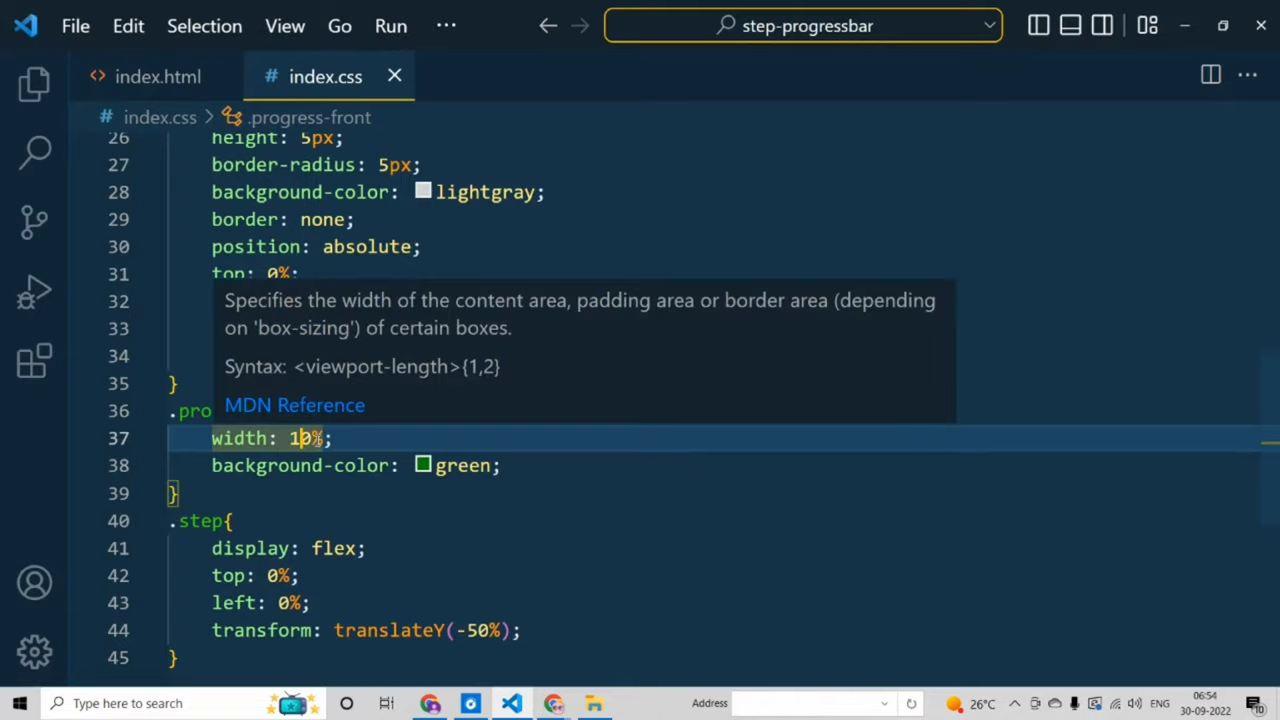 File Edit Selection View Go Run ··· step-progressbar
index.html # index.css
# index.css > .progress-front
26 height: 5px;
27 border-radius: 5px;
28 background-color: lightgray;
29 border: none;
30 position: absolute;
31 top: 0%;
32
33
34
35 }
36 .pro
Specifies the width of the content area, padding area or border area (depending
on 'box-sizing') of certain boxes.
Syntax: <viewport-length>{1,2}
MDN Reference
37 width: 10%;
38 background-color: green;
39 }
40 .step{
41 display: flex;
42 top: 0%;
43 left: 0%;
44 transform: translateY(-50%);
45 }
Type here to search Address 26°C ENG 06:54
30-09-2022 10